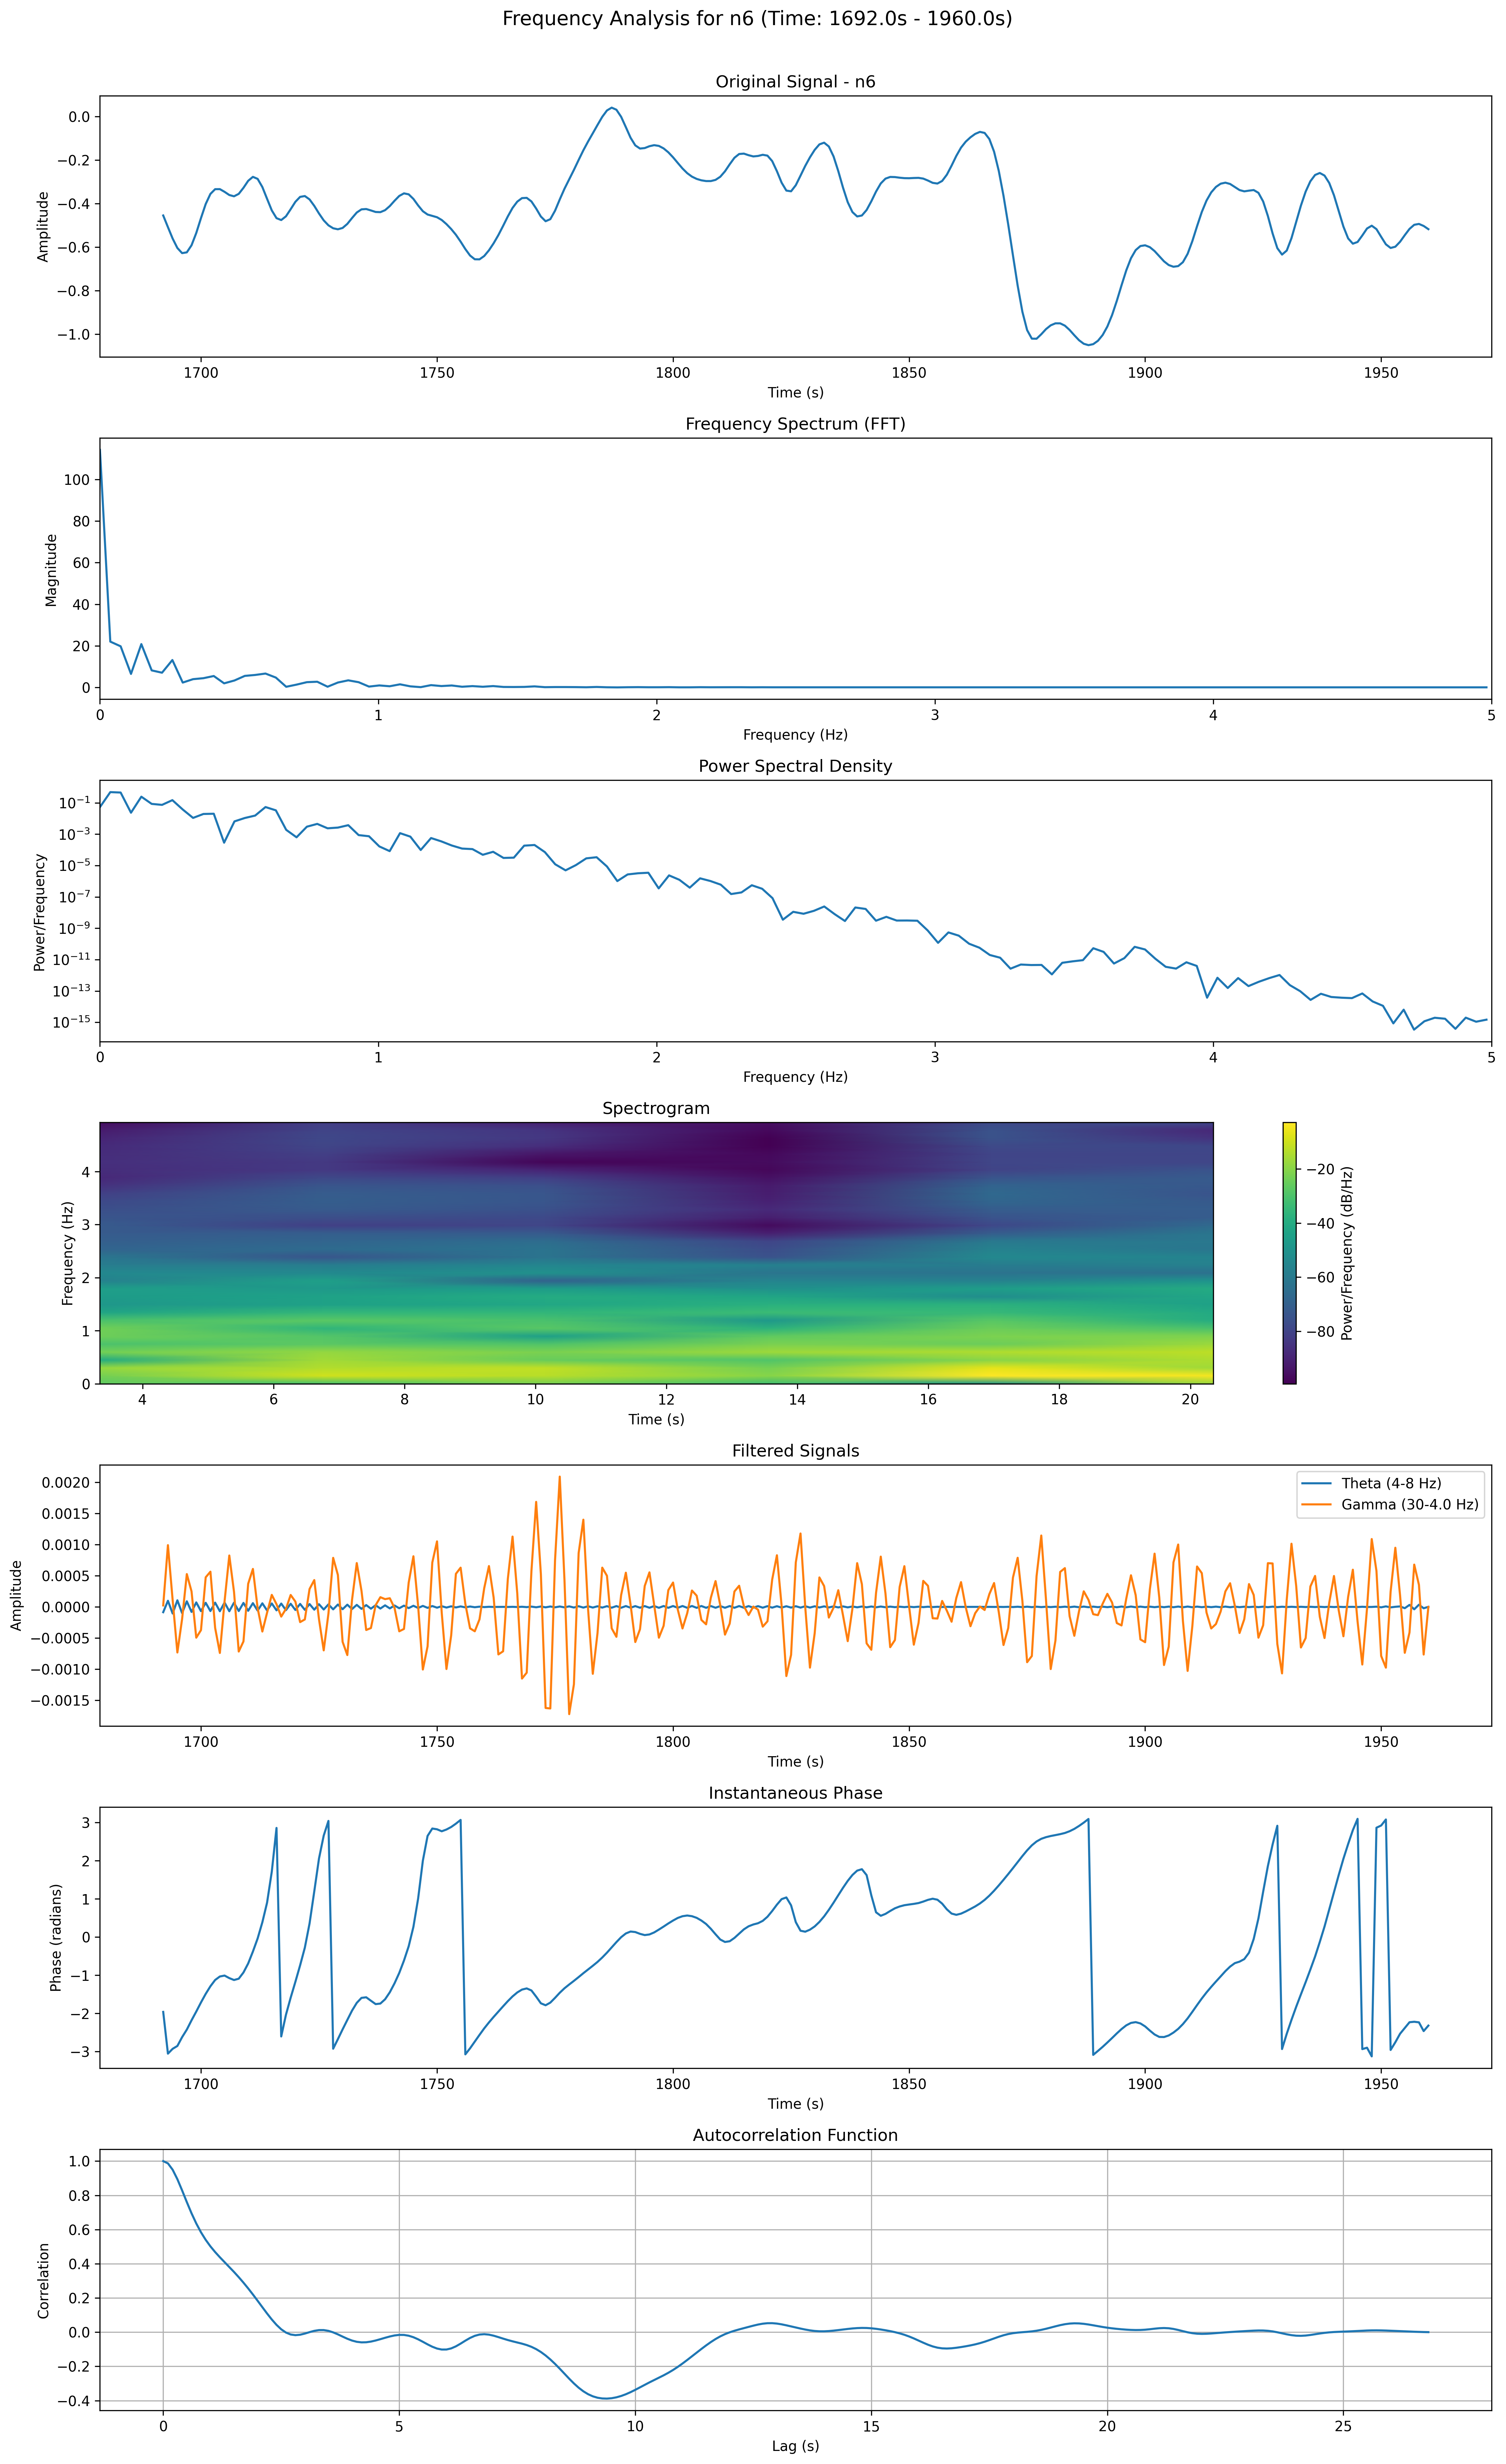 Frequency Analysis for n6 (Time: 1692.0s - 1960.0s)
Original Signal - n6
Amplitude
0.0
−0.2
−0.4
−0.6
−0.8
−1.0
1700 1750 1800 1850 1900 1950
Time (s)
Frequency Spectrum (FFT)
Magnitude
100
80
60
40
20
0
0 1 2 3 4 5
Frequency (Hz)
Power Spectral Density
Power/Frequency
10⁻¹
10⁻³
10⁻⁵
10⁻⁷
10⁻⁹
10⁻¹¹
10⁻¹³
10⁻¹⁵
0 1 2 3 4 5
Frequency (Hz)
Spectrogram
Frequency (Hz)
4
3
2
1
0
4 6 8 10 12 14 16 18 20
Time (s)
−20
−40
−60
−80
Power/Frequency (dB/Hz)
Filtered Signals
Amplitude
0.0020
0.0015
0.0010
0.0005
0.0000
−0.0005
−0.0010
−0.0015
Theta (4-8 Hz)
Gamma (30-4.0 Hz)
1700 1750 1800 1850 1900 1950
Time (s)
Instantaneous Phase
Phase (radians)
3
2
1
0
−1
−2
−3
1700 1750 1800 1850 1900 1950
Time (s)
Autocorrelation Function
Correlation
1.0
0.8
0.6
0.4
0.2
0.0
−0.2
−0.4
0 5 10 15 20 25
Lag (s)